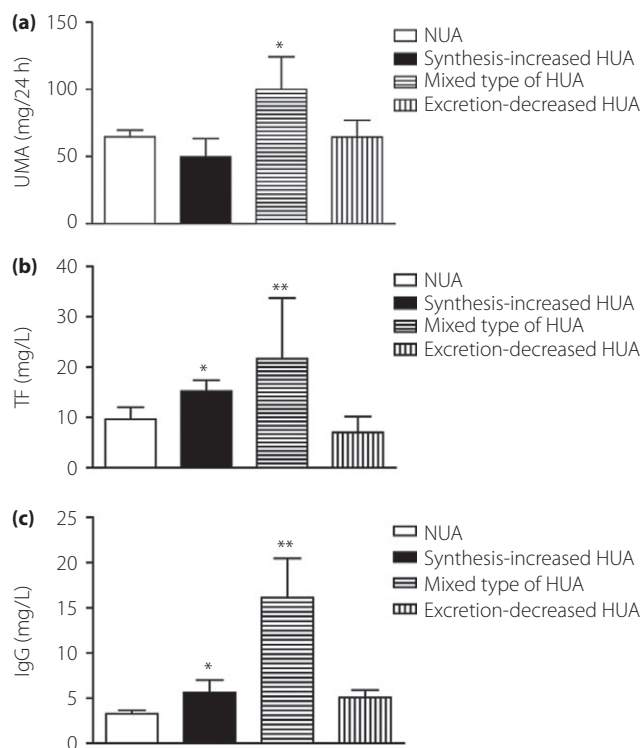 (a)
150
100
50
0
UMA (mg/24 h)
*
NUA
Synthesis-increased HUA
Mixed type of HUA
Excretion-decreased HUA
(b)
40
30
20
10
0
TF (mg/L)
*
**
NUA
Synthesis-increased HUA
Mixed type of HUA
Excretion-decreased HUA
(c)
25
20
15
10
5
0
IgG (mg/L)
*
**
NUA
Synthesis-increased HUA
Mixed type of HUA
Excretion-decreased HUA